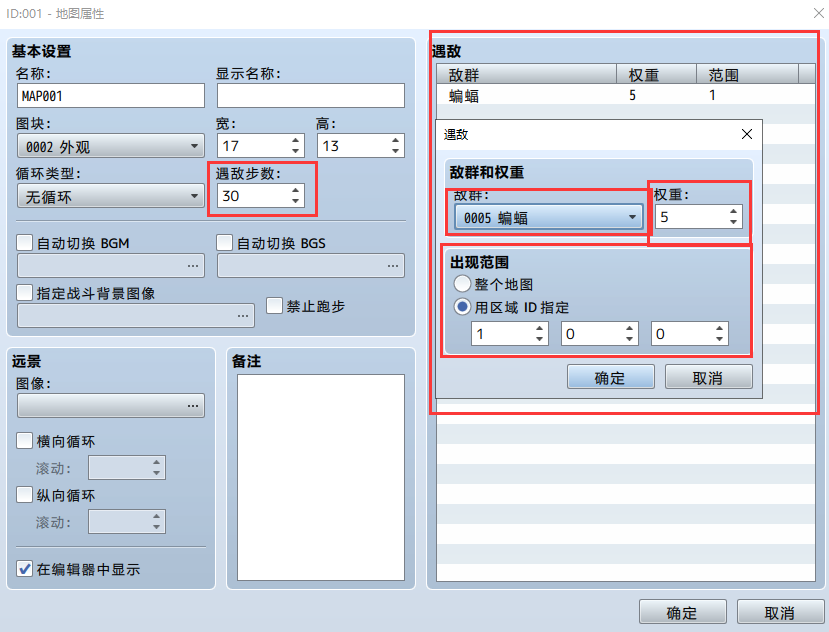 ID:001 - 地图属性
基本设置
名称:
显示名称:
MAP001
图块:
宽:
高:
0002 外观
17
13
循环类型:
遇敌步数:
无循环
30
自动切换 BGM
自动切换 BGS
...
...
指定战斗背景图像
...
禁止跑步
远景
图像:
...
横向循环
滚动:
纵向循环
滚动:
在编辑器中显示
备注
遇敌
敌群
权重
范围
蝙蝠
5
1
遇敌
敌群和权重
敌群:
权重:
0005 蝙蝠
5
出现范围
整个地图
用区域 ID 指定
1
0
0
确定
取消
确定
取消